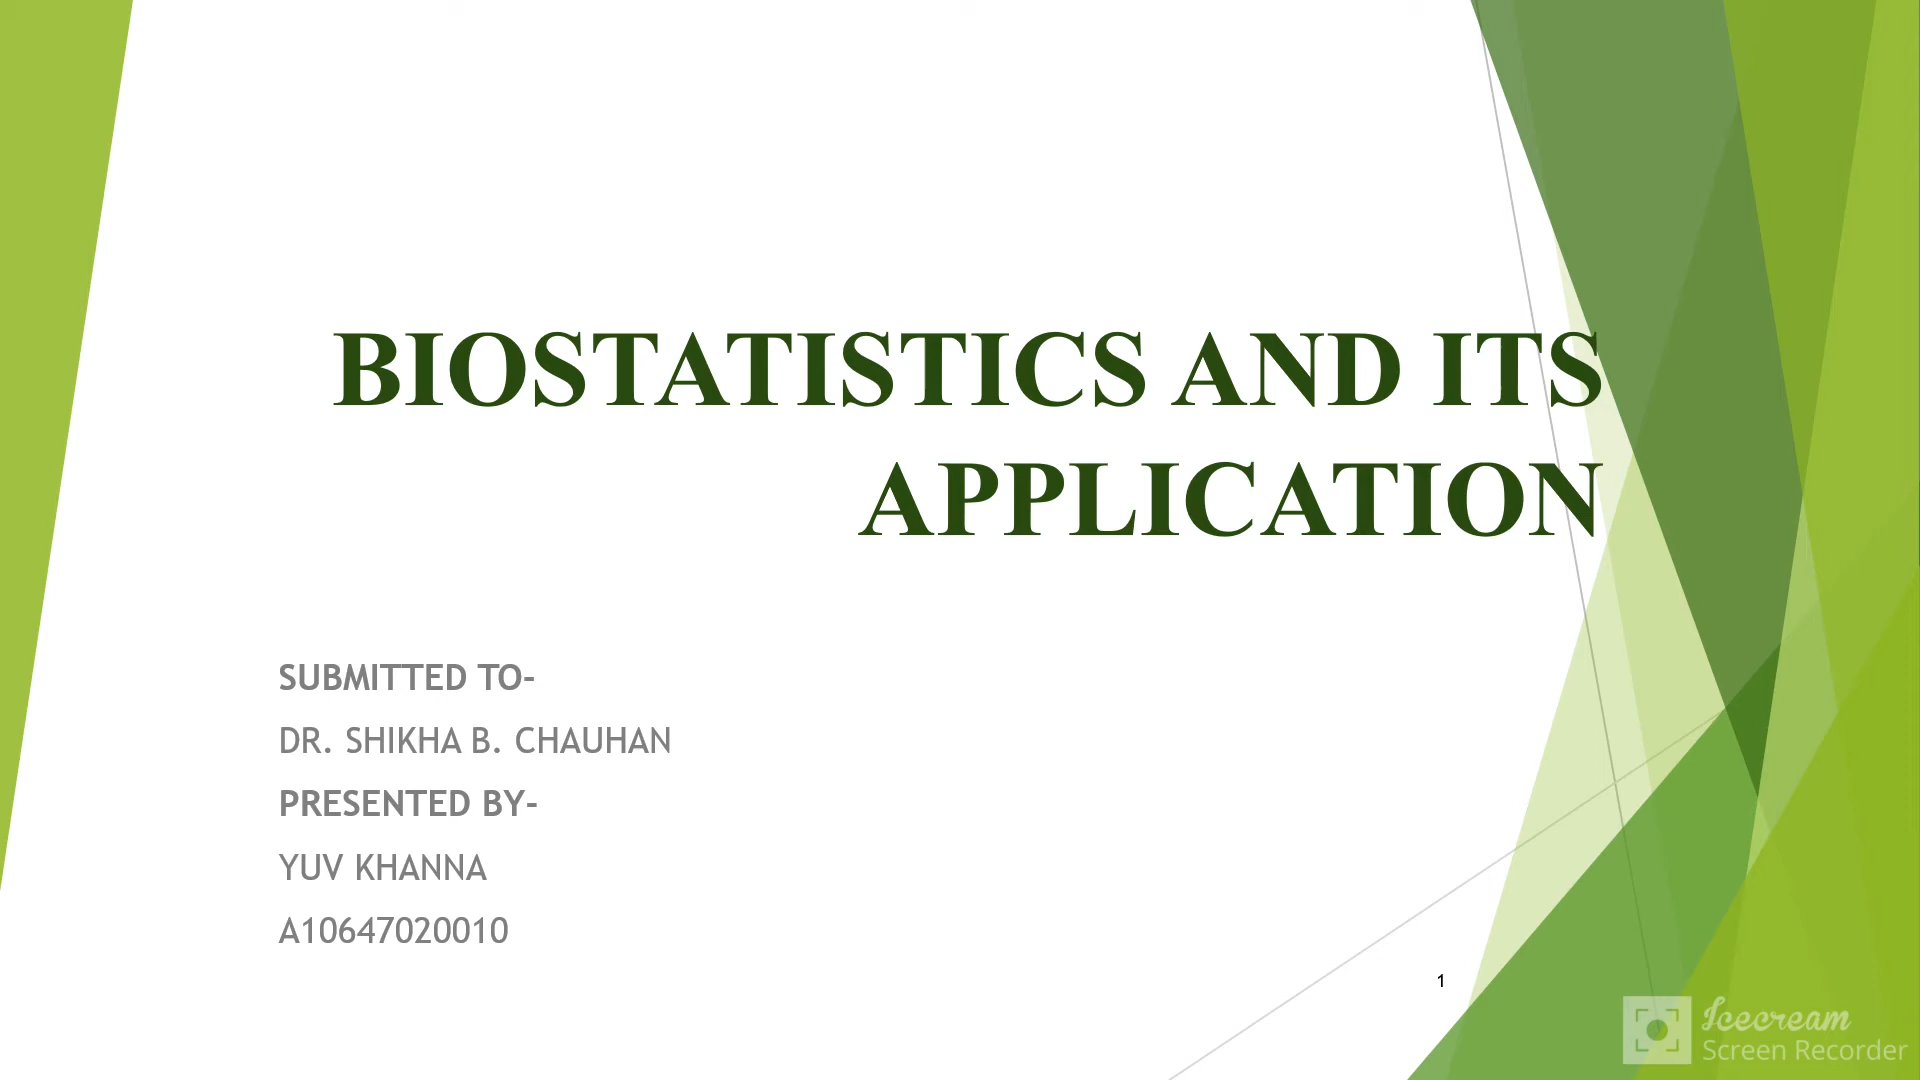 BIOSTATISTICS AND ITS
APPLICATION
SUBMITTED TO-
DR. SHIKHA B. CHAUHAN
PRESENTED BY-
YUV KHANNA
A10647020010
1
Icecream
Screen Recorder